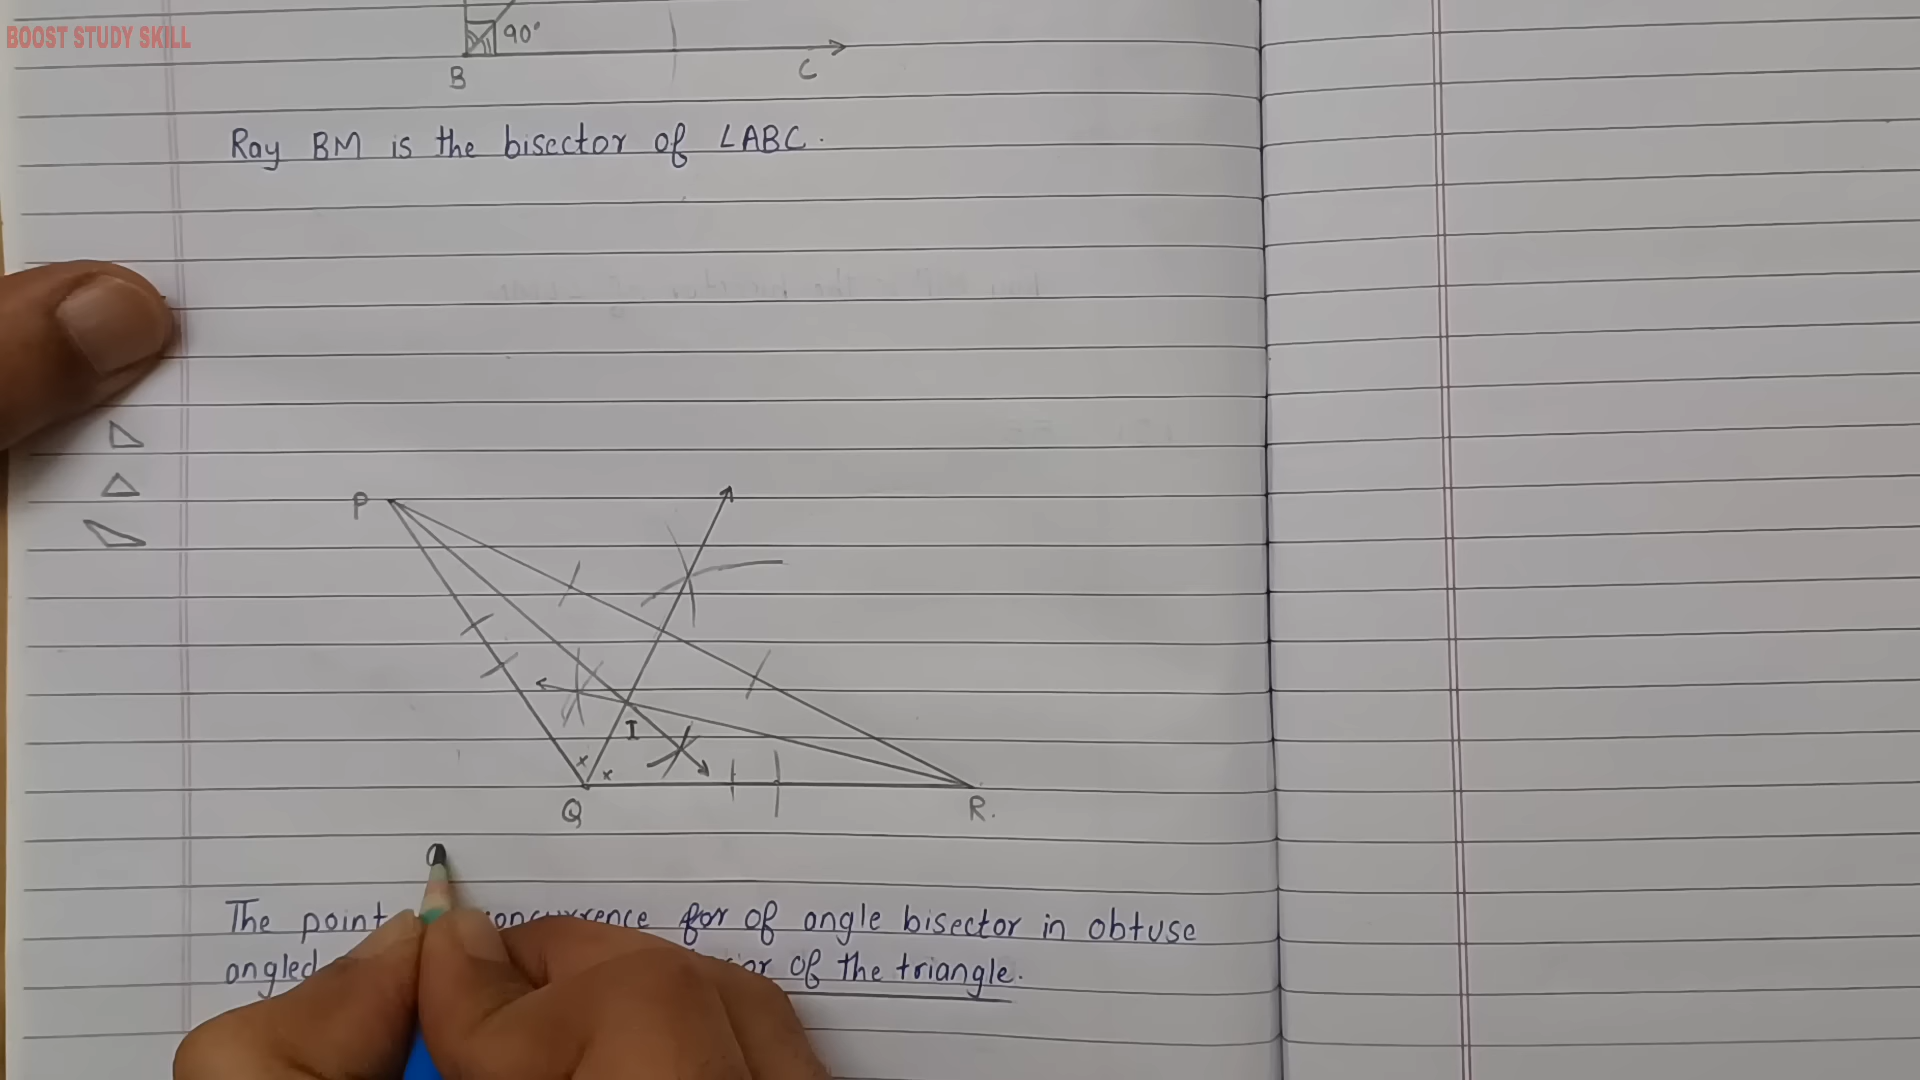 BOOST STUDY SKILL
90°
B
C
Ray BM is the bisector of ∠ABC.
P
I
Q
R.
The point concurrence for of angle bisector in obtuse
angled of the triangle.